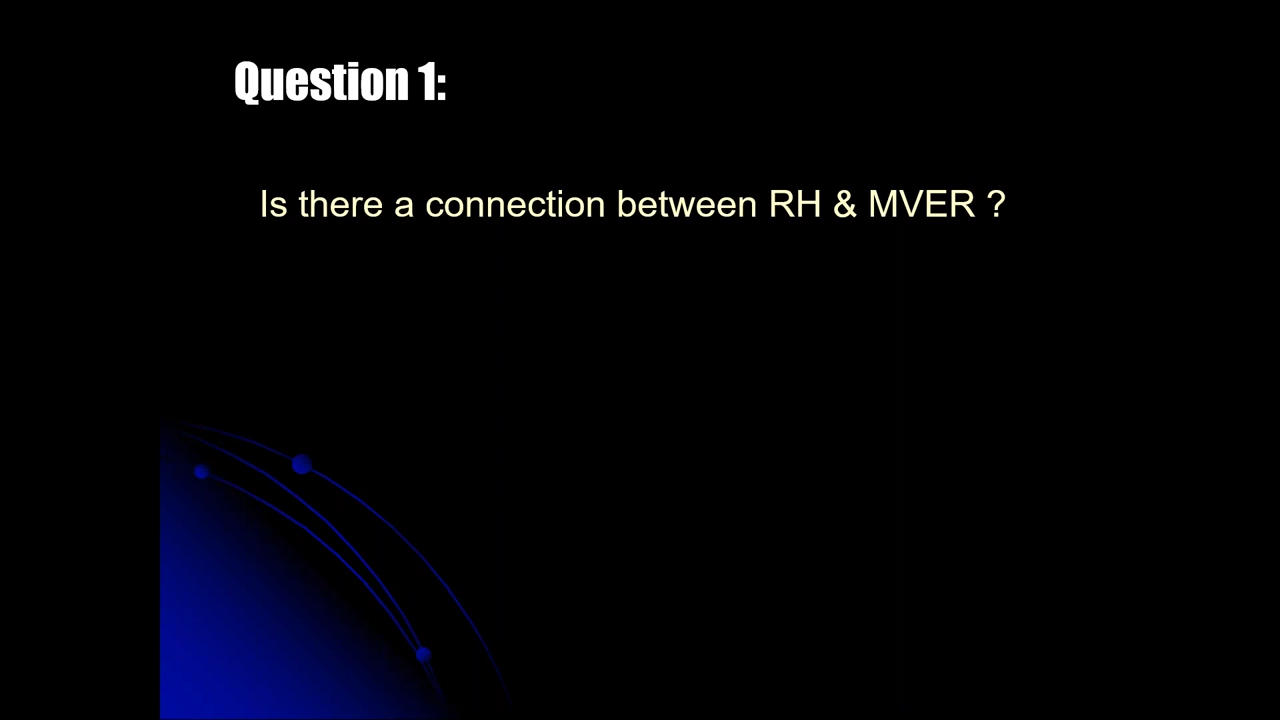 Question 1:
Is there a connection between RH & MVER ?